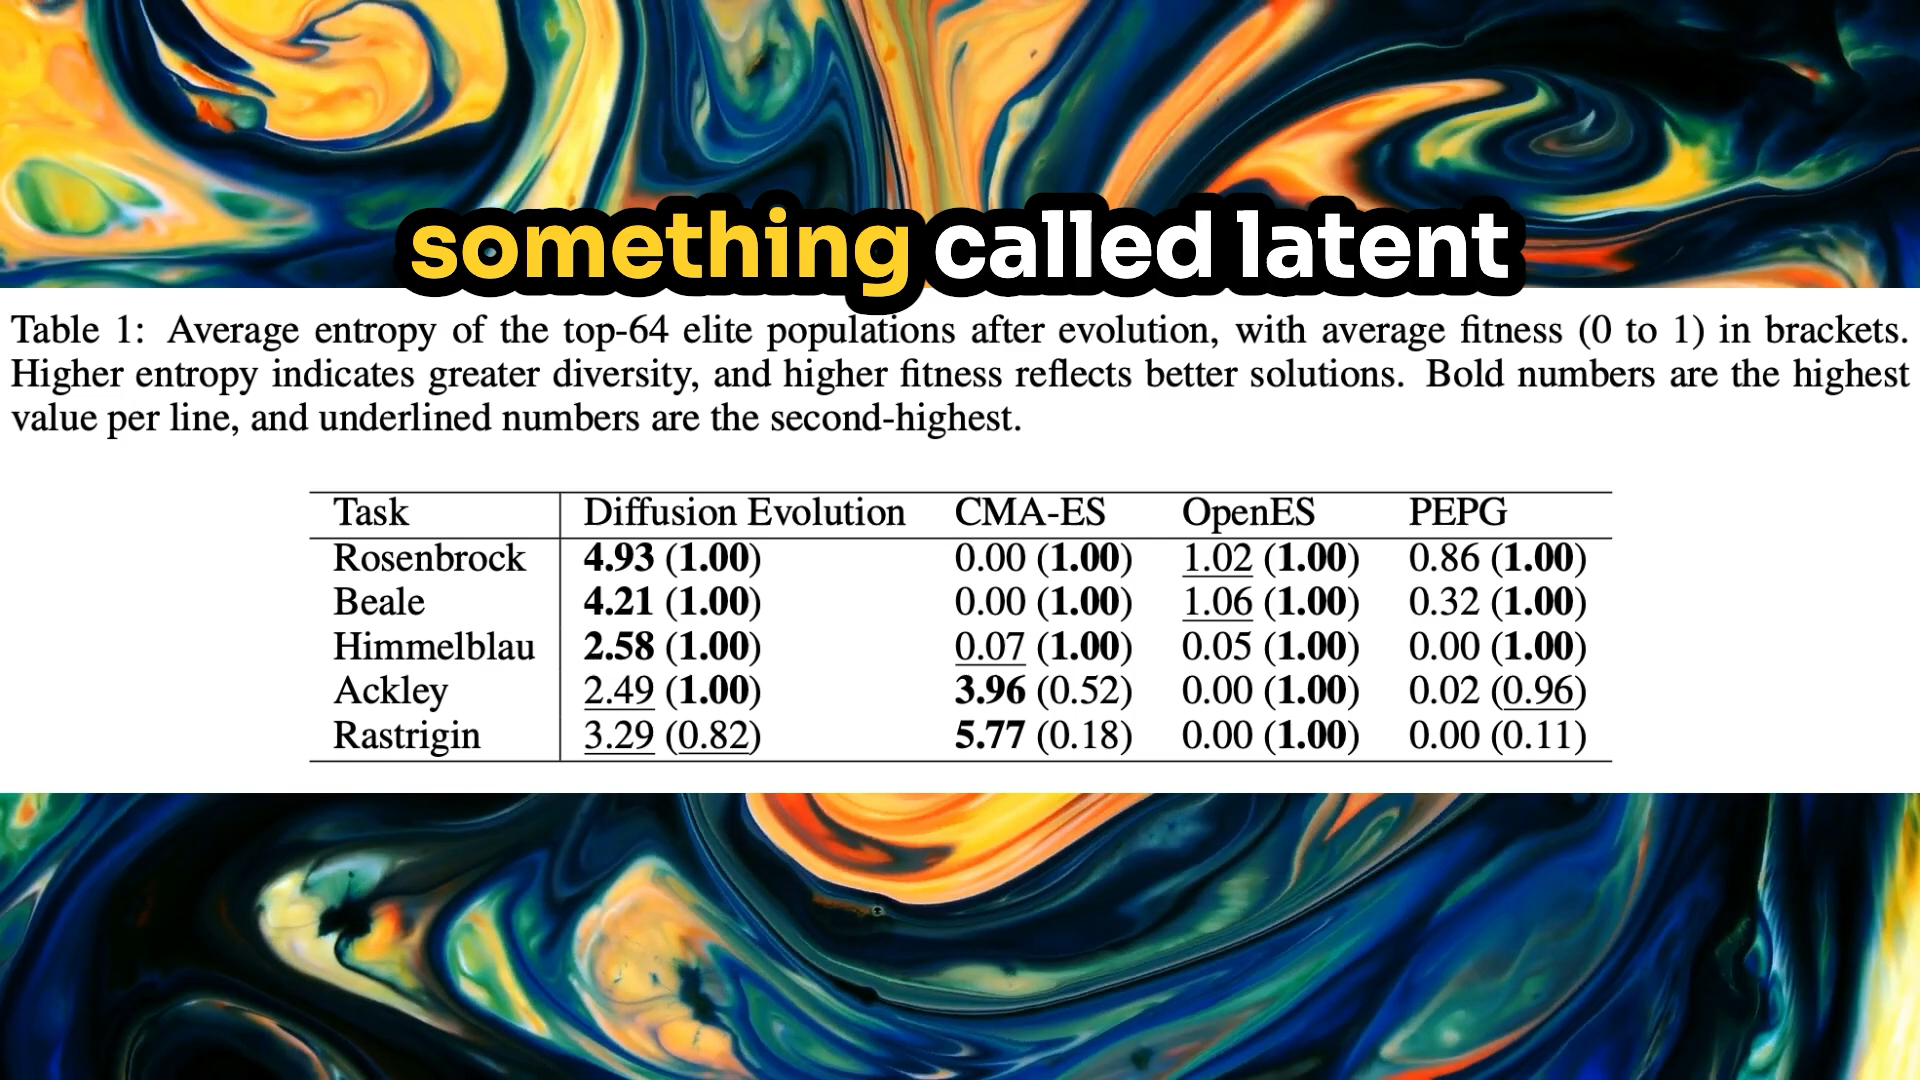 something called latent
Table 1: Average entropy of the top-64 elite populations after evolution, with average fitness (0 to 1) in brackets.
Higher entropy indicates greater diversity, and higher fitness reflects better solutions. Bold numbers are the highest
value per line, and underlined numbers are the second-highest.
Task Diffusion Evolution CMA-ES OpenES PEPG
Rosenbrock 4.93 (1.00) 0.00 (1.00) 1.02 (1.00) 0.86 (1.00)
Beale 4.21 (1.00) 0.00 (1.00) 1.06 (1.00) 0.32 (1.00)
Himmelblau 2.58 (1.00) 0.07 (1.00) 0.05 (1.00) 0.00 (1.00)
Ackley 2.49 (1.00) 3.96 (0.52) 0.00 (1.00) 0.02 (0.96)
Rastrigin 3.29 (0.82) 5.77 (0.18) 0.00 (1.00) 0.00 (0.11)